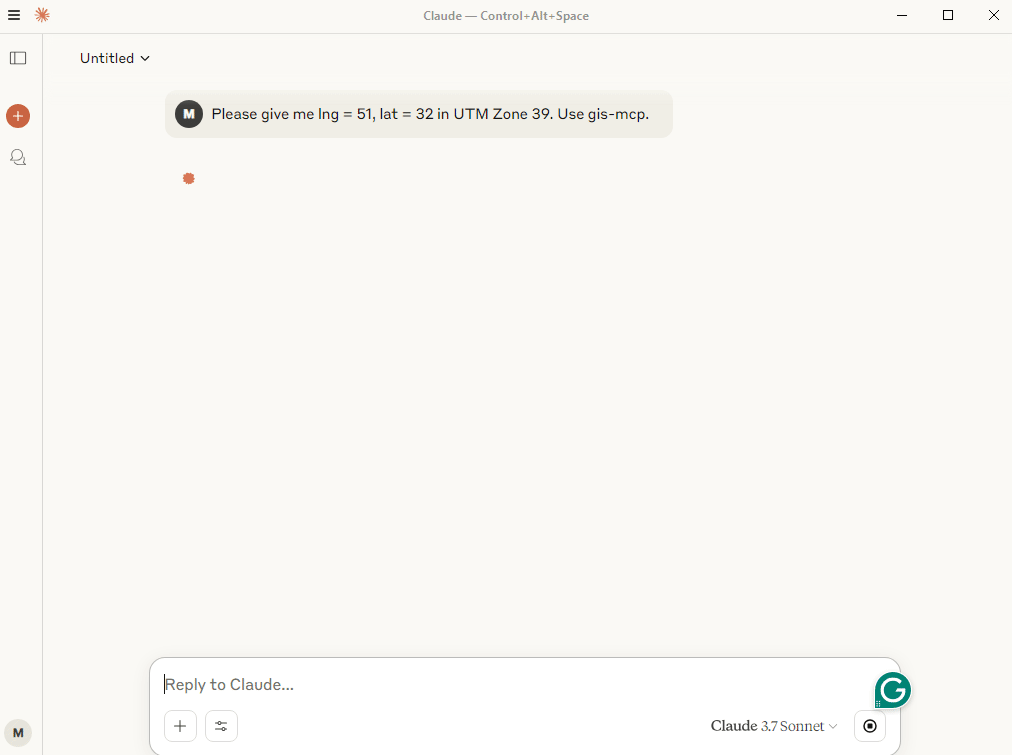 Claude — Control+Alt+Space
Untitled
M Please give me lng = 51, lat = 32 in UTM Zone 39. Use gis-mcp.
Reply to Claude...
G
Claude 3.7 Sonnet
M